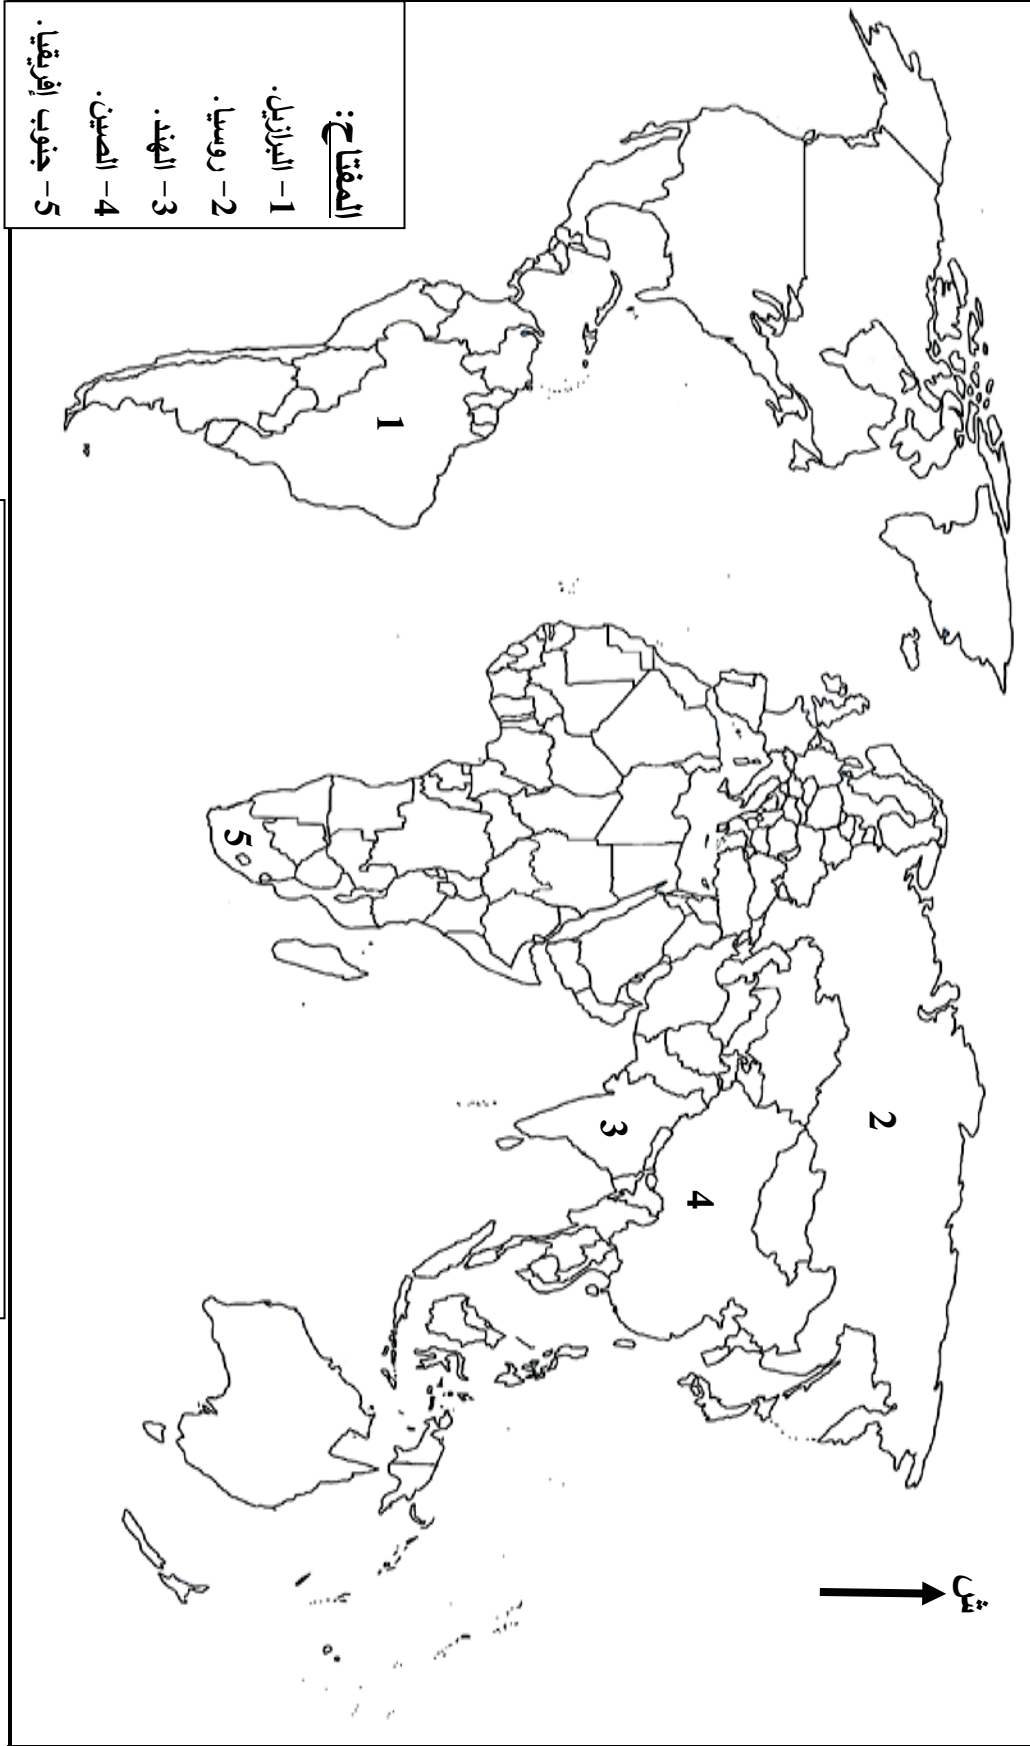 المفتاح:
1- البرازيل.
2- روسيا.
3- الهند.
4- الصين.
5- جنوب إفريقيا.
1
2
3
4
5
ش